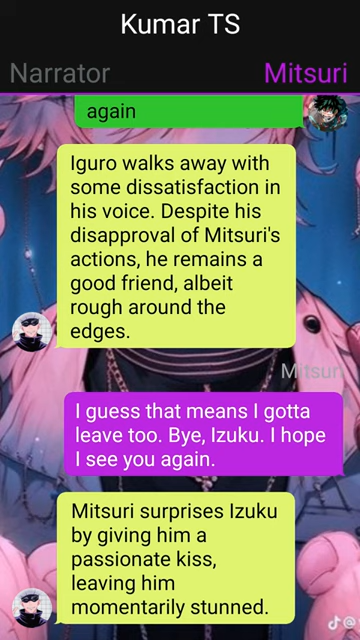 Kumar TS
Narrator
Mitsuri
again
Iguro walks away with
some dissatisfaction in
his voice. Despite his
disapproval of Mitsuri's
actions, he remains a
good friend, albeit
rough around the
edges.
Mitsuri
I guess that means I gotta
leave too. Bye, Izuku. I hope
I see you again.
Mitsuri surprises Izuku
by giving him a
passionate kiss,
leaving him
momentarily stunned.
@